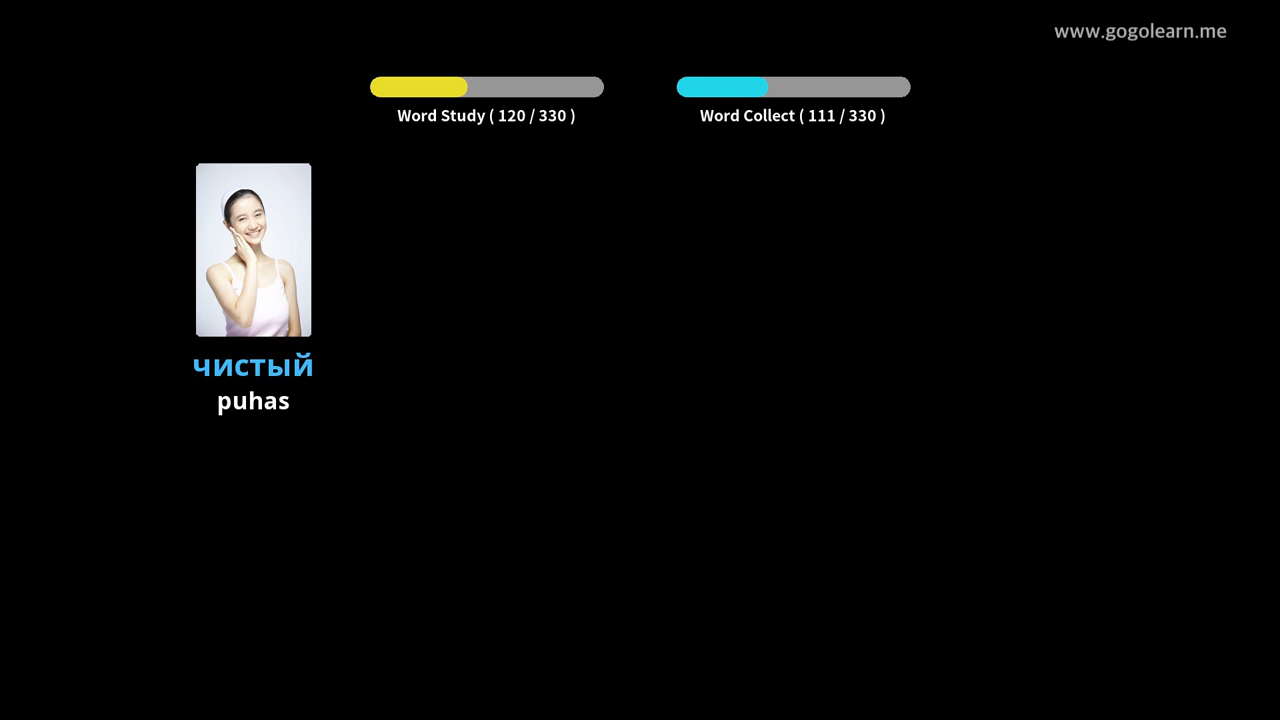 www.gogolearn.me
Word Study ( 120 / 330 )
Word Collect ( 111 / 330 )
чистый
puhas